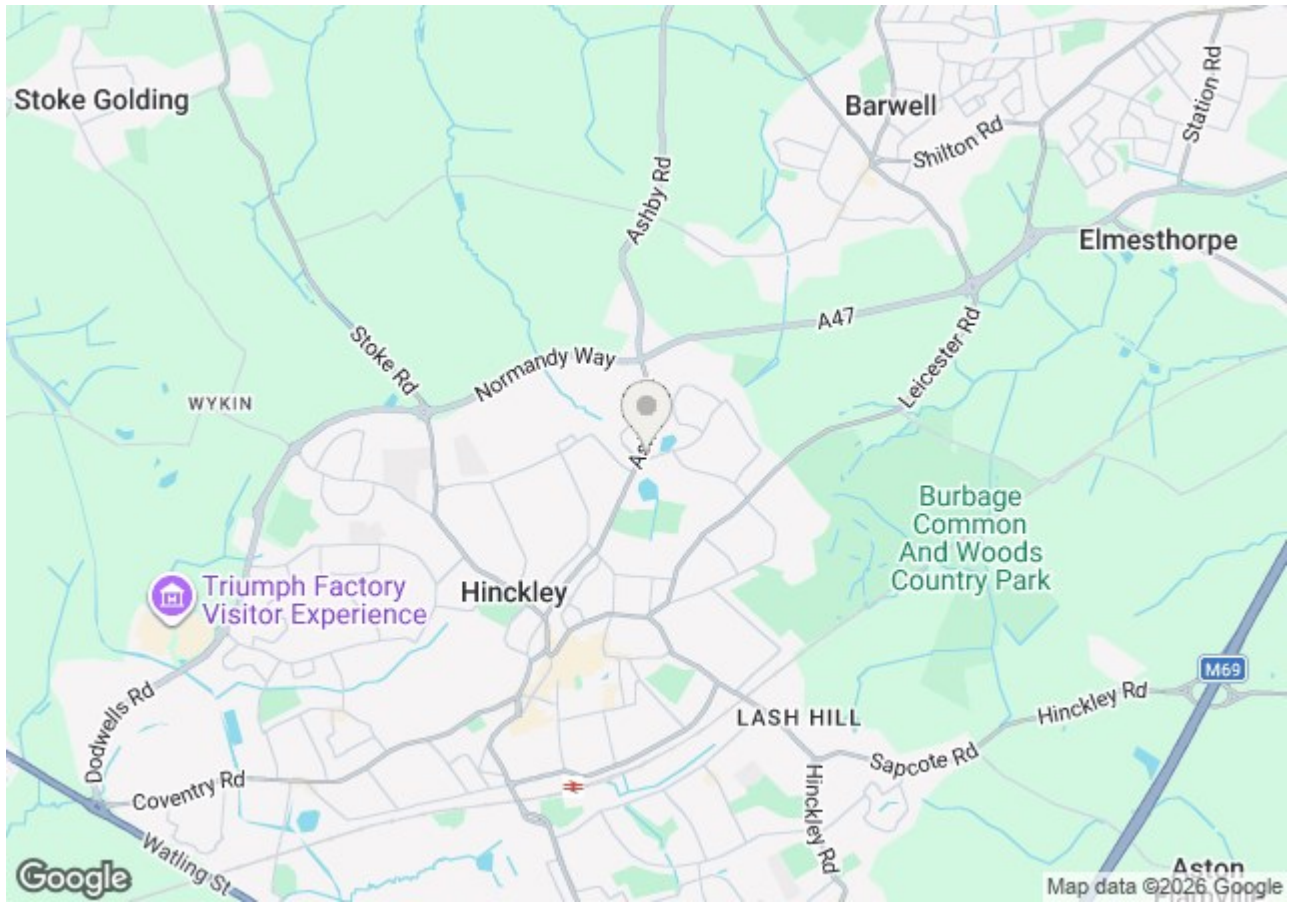 Stoke Golding
Barwell
Station Rd
Shilton Rd
Ashby Rd
Elmesthorpe
A47
Stoke Rd
Normandy Way
Leicester Rd
WYKIN
Burbage
Common
And Woods
Country Park
Triumph Factory
Visitor Experience
Hinckley
M69
Dodwells Rd
LASH HILL
Hinckley Rd
Sapcote Rd
Coventry Rd
Hinckley Rd
Watling St
Aston
Google
Map data ©2026 Google